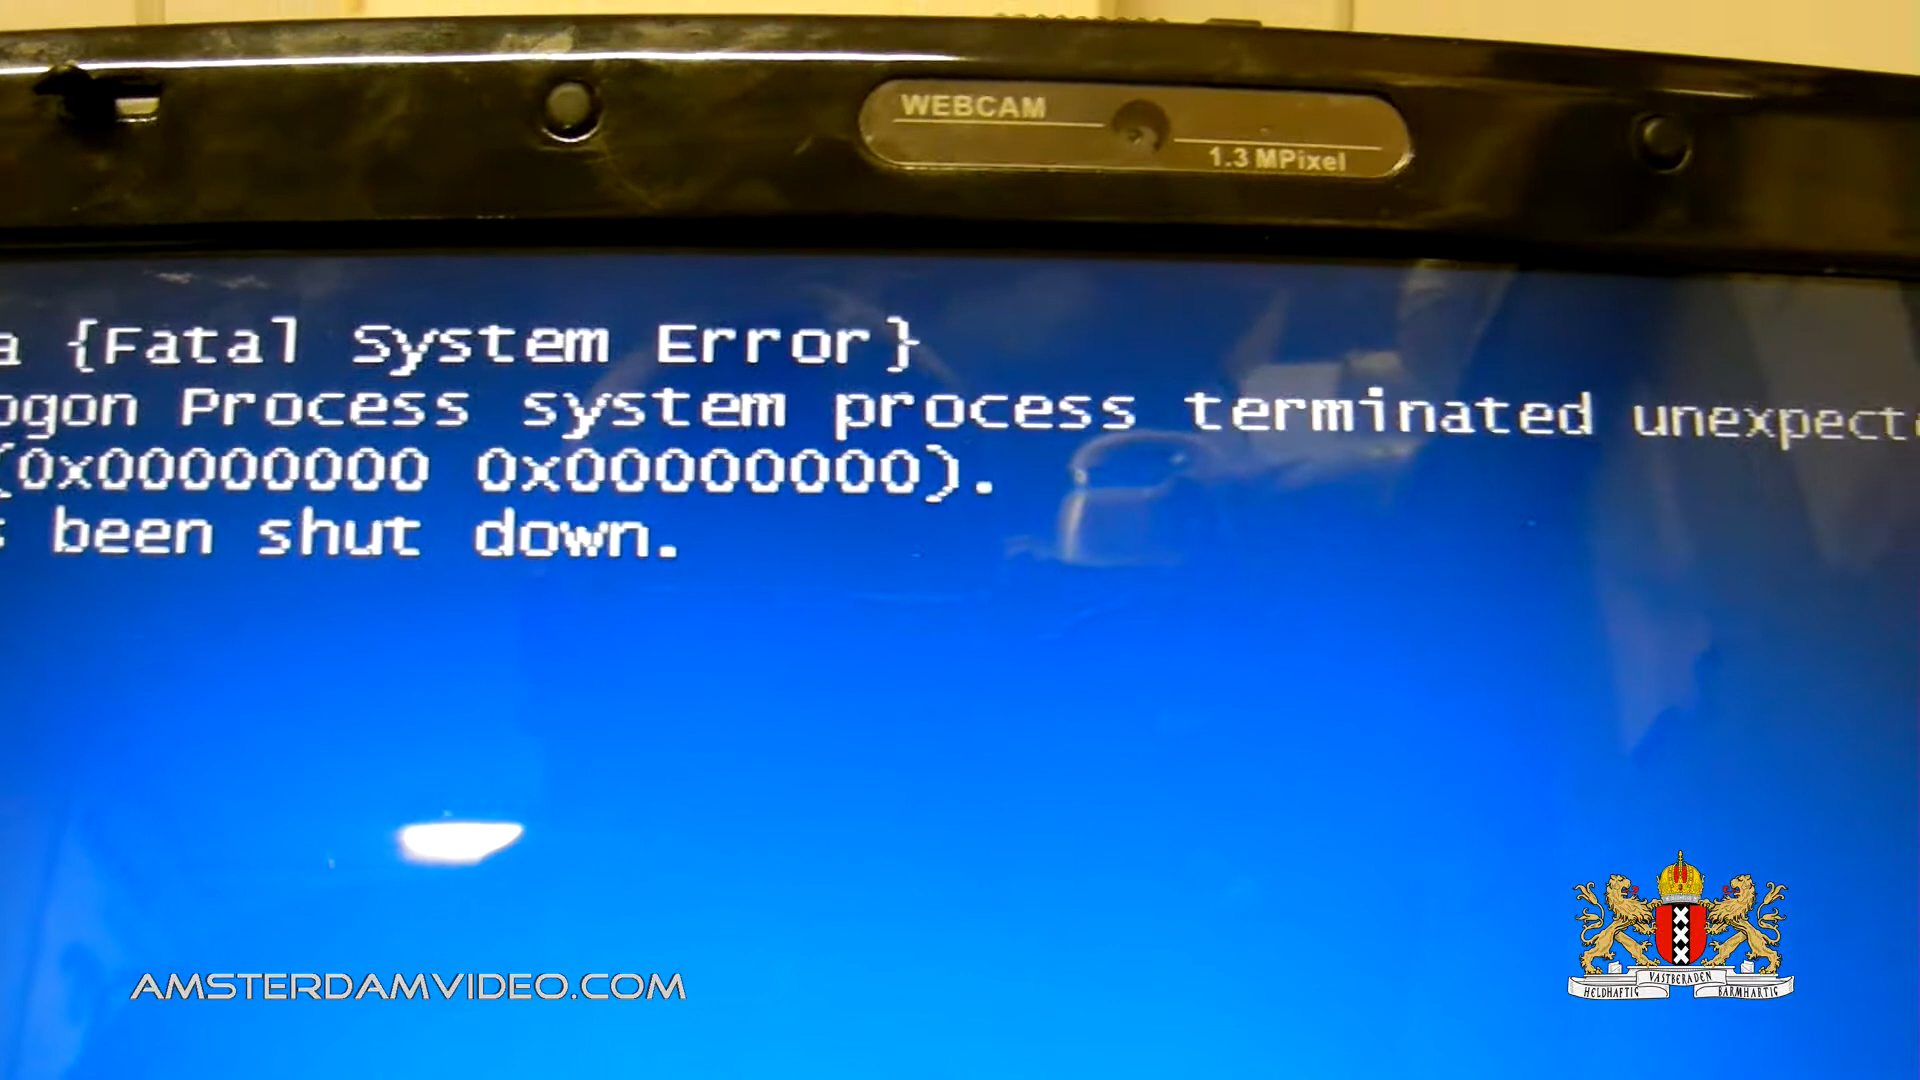 WEBCAM
1.3 MPixel
a {Fatal System Error}
ogon Process system process terminated unexpecte
(0x00000000 0x00000000).
s been shut down.
AMSTERDAMVIDEO.COM
HELDHAFTIG VASTBERADEN BARMHARTIG